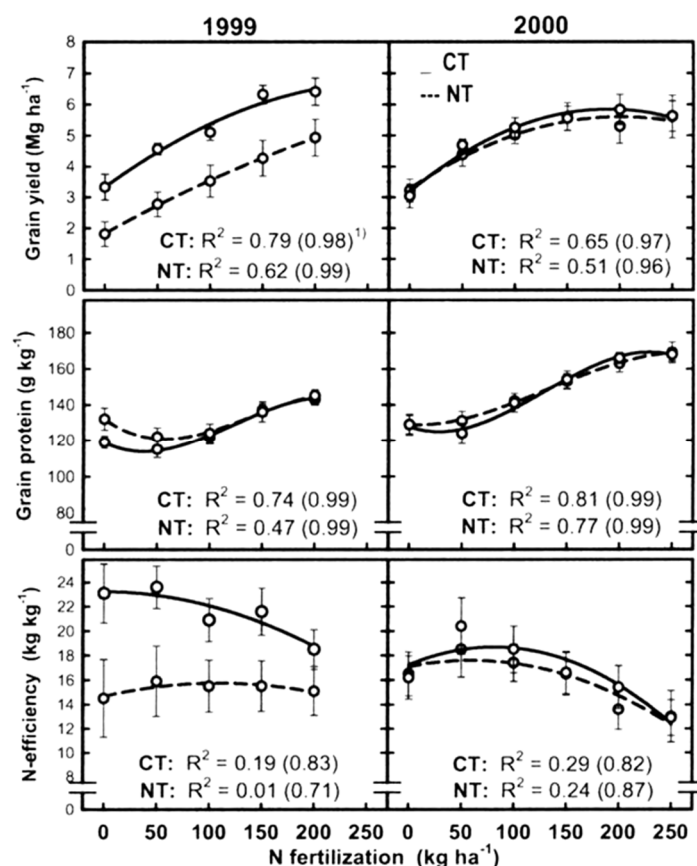 1999
2000
Grain yield (Mg ha⁻¹)
8
7
6
5
4
3
2
1
0
CT: R² = 0.79 (0.98)¹⁾
NT: R² = 0.62 (0.99)
CT
NT
CT: R² = 0.65 (0.97)
NT: R² = 0.51 (0.96)
Grain protein (g kg⁻¹)
180
160
140
120
100
80
0
CT: R² = 0.74 (0.99)
NT: R² = 0.47 (0.99)
CT: R² = 0.81 (0.99)
NT: R² = 0.77 (0.99)
N-efficiency (kg kg⁻¹)
24
22
20
18
16
14
12
10
8
0
CT: R² = 0.19 (0.83)
NT: R² = 0.01 (0.71)
CT: R² = 0.29 (0.82)
NT: R² = 0.24 (0.87)
0 50 100 150 200 250 0 50 100 150 200 250
N fertilization (kg ha⁻¹)